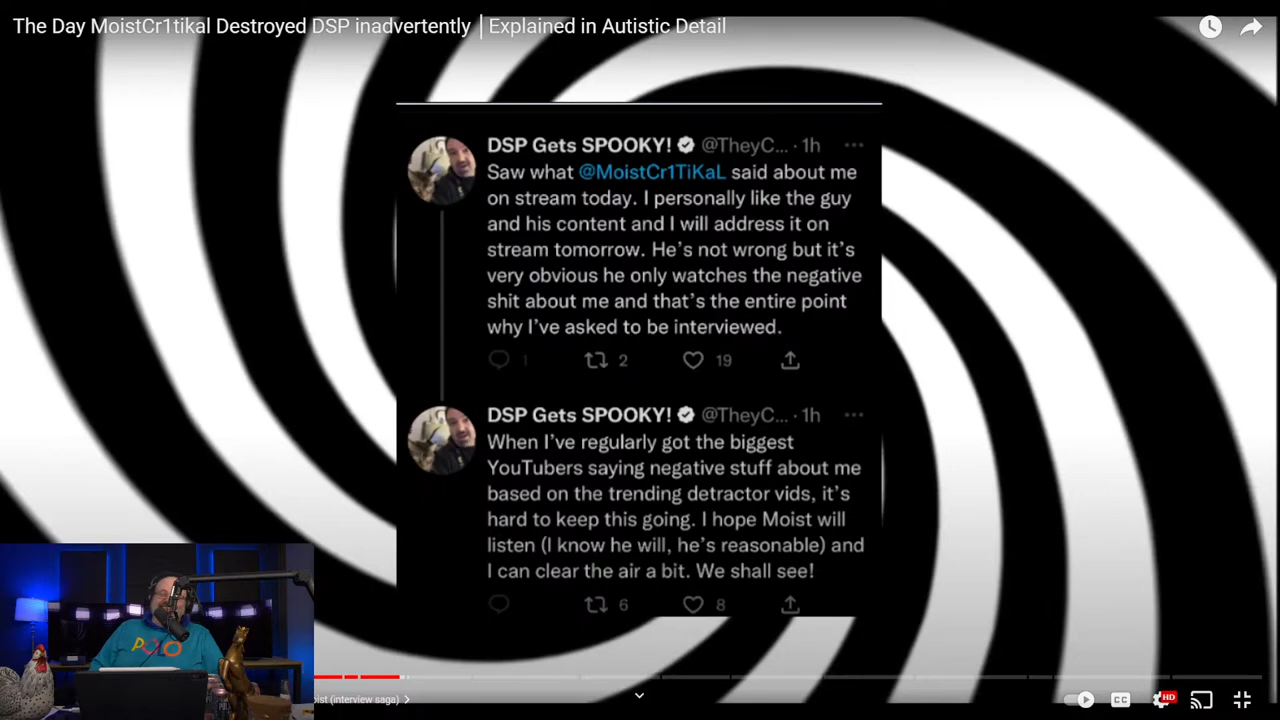 The Day MoistCr1tikal Destroyed DSP inadvertently | Explained in Autistic Detail
DSP Gets SPOOKY! @TheyC... · 1h ...
Saw what @MoistCr1TiKaL said about me
on stream today. I personally like the guy
and his content and I will address it on
stream tomorrow. He's not wrong but it's
very obvious he only watches the negative
shit about me and that's the entire point
why I've asked to be interviewed.
1 2 19
DSP Gets SPOOKY! @TheyC... · 1h ...
When I've regularly got the biggest
YouTubers saying negative stuff about me
based on the trending detractor vids, it's
hard to keep this going. I hope Moist will
listen (I know he will, he's reasonable) and
I can clear the air a bit. We shall see!
6 8
POLO
oist (interview saga) >
CC HD